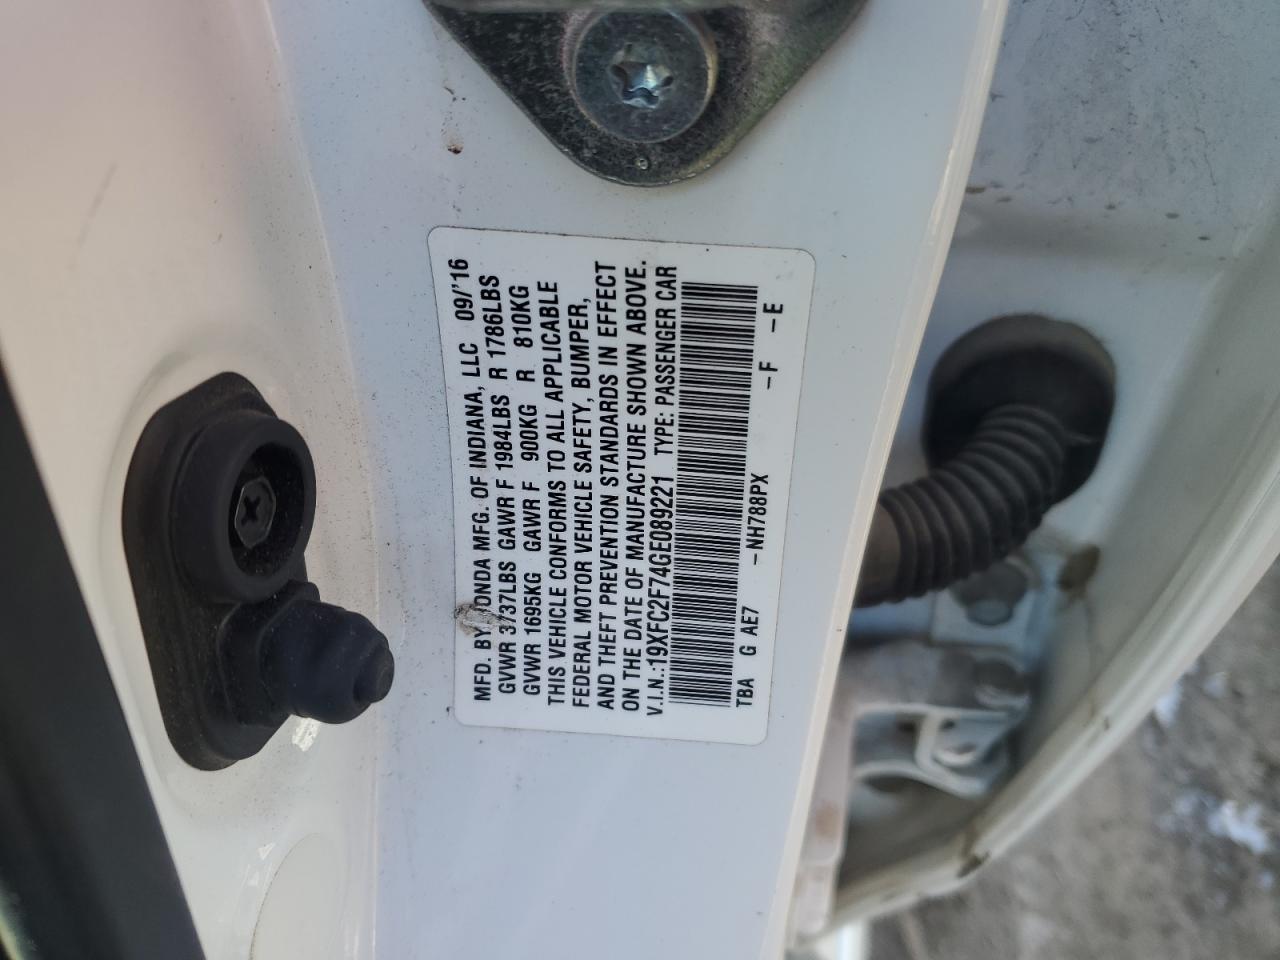 MFD. BY HONDA MFG. OF INDIANA, LLC 09/'16
GVWR 3737LBS GAWR F 1984LBS R 1786LBS
GVWR 1695KG GAWR F 900KG R 810KG
THIS VEHICLE CONFORMS TO ALL APPLICABLE
FEDERAL MOTOR VEHICLE SAFETY, BUMPER,
AND THEFT PREVENTION STANDARDS IN EFFECT
ON THE DATE OF MANUFACTURE SHOWN ABOVE.
V.I.N.:19XFC2F74GE089221 TYPE: PASSENGER CAR
TBA G AE7 – NH788PX – F – E